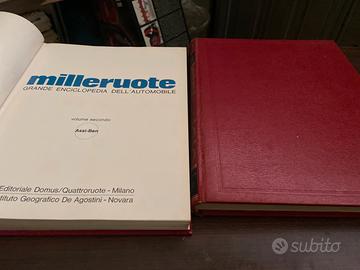 milleruote
GRANDE ENCICLOPEDIA DELL'AUTOMOBILE
volume secondo
Assi-Ben
Editoriale Domus/Quattroruote - Milano
Istituto Geografico De Agostini - Novara
subito